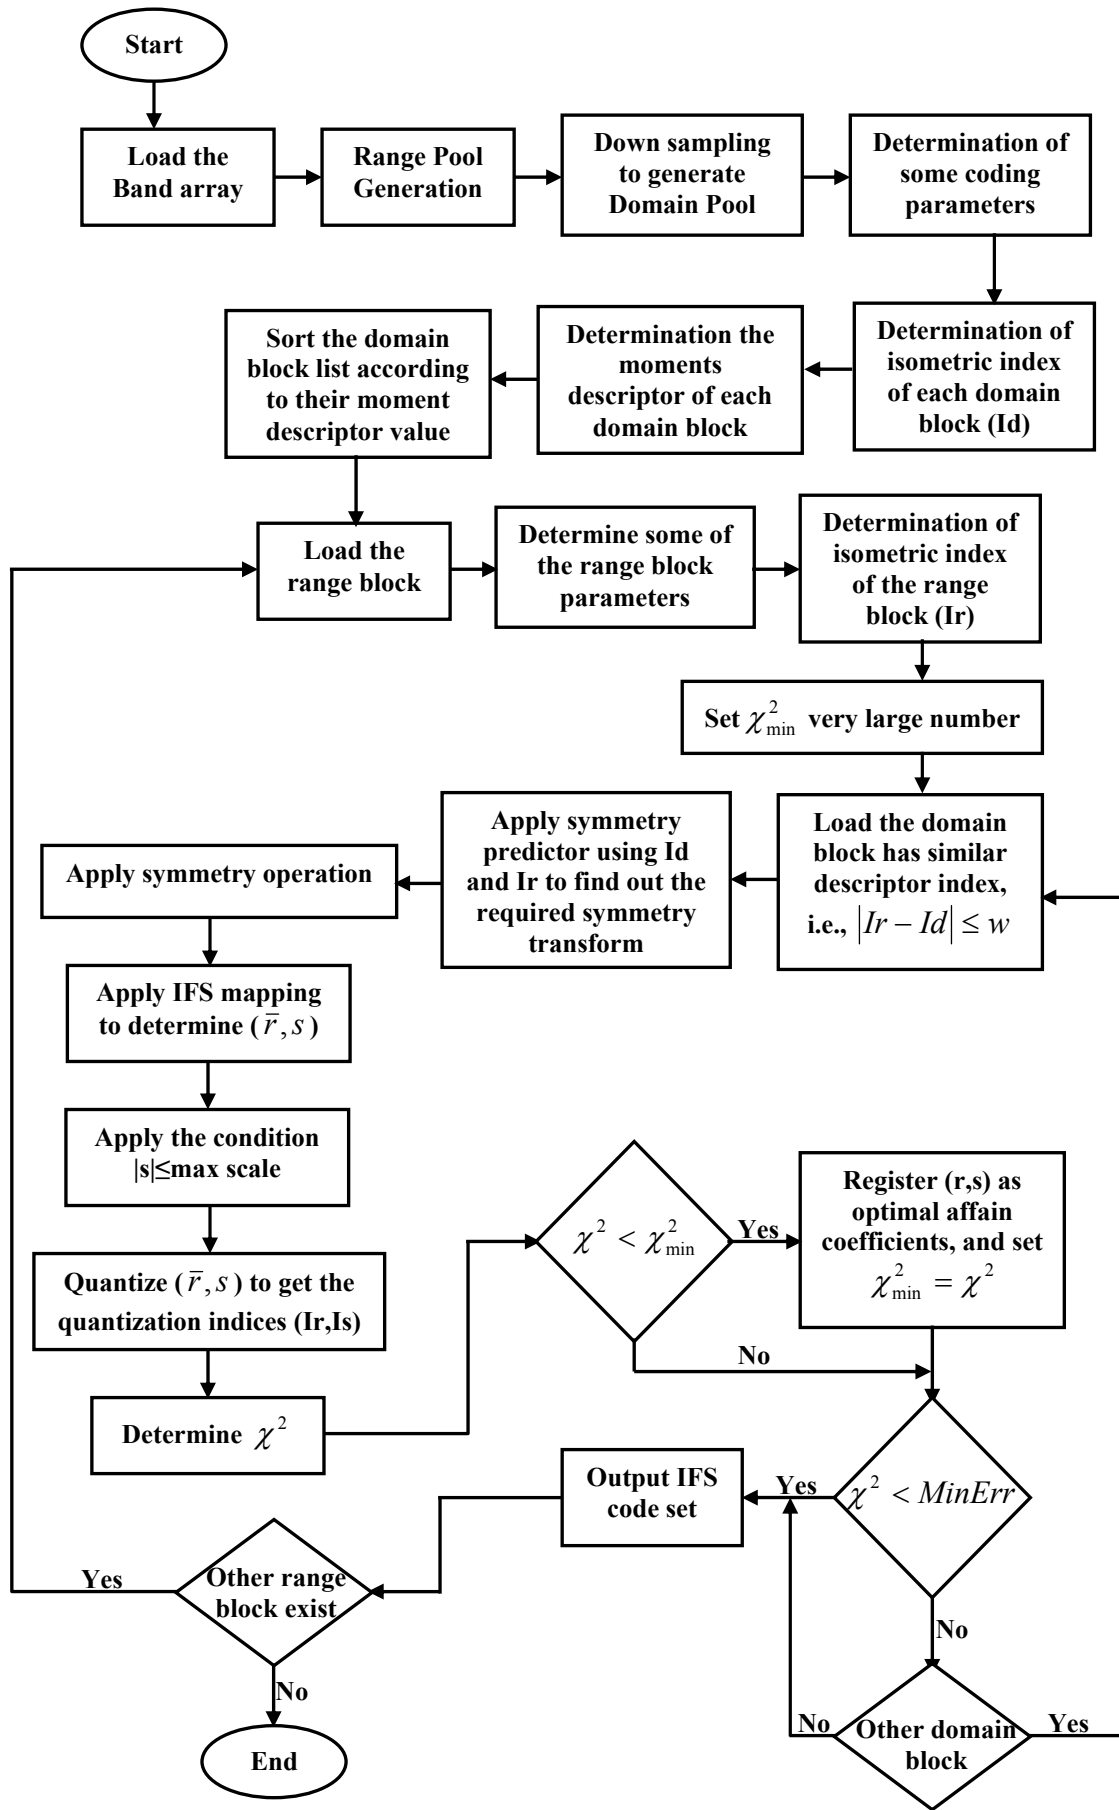 Start
Load the
Band array
Range Pool
Generation
Down sampling
to generate
Domain Pool
Determination of
some coding
parameters
Determination of
isometric index
of each domain
block (Id)
Determination the
moments
descriptor of each
domain block
Sort the domain
block list according
to their moment
descriptor value
Load the
range block
Determine some of
the range block
parameters
Determination of
isometric index
of the range
block (Ir)
Set χ²min very large number
Load the domain
block has similar
descriptor index,
i.e., |Ir − Id| ≤ w
Apply symmetry
predictor using Id
and Ir to find out the
required symmetry
transform
Apply symmetry operation
Apply IFS mapping
to determine (r̅, s)
Apply the condition
|s|≤max scale
Quantize (r̅, s) to get the
quantization indices (Ir,Is)
Determine χ²
χ² < χ²min
Yes
No
Register (r,s) as
optimal affain
coefficients, and set
χ²min = χ²
χ² < MinErr
Yes
No
Output IFS
code set
Other domain
block
No
Yes
Other range
block exist
Yes
No
End